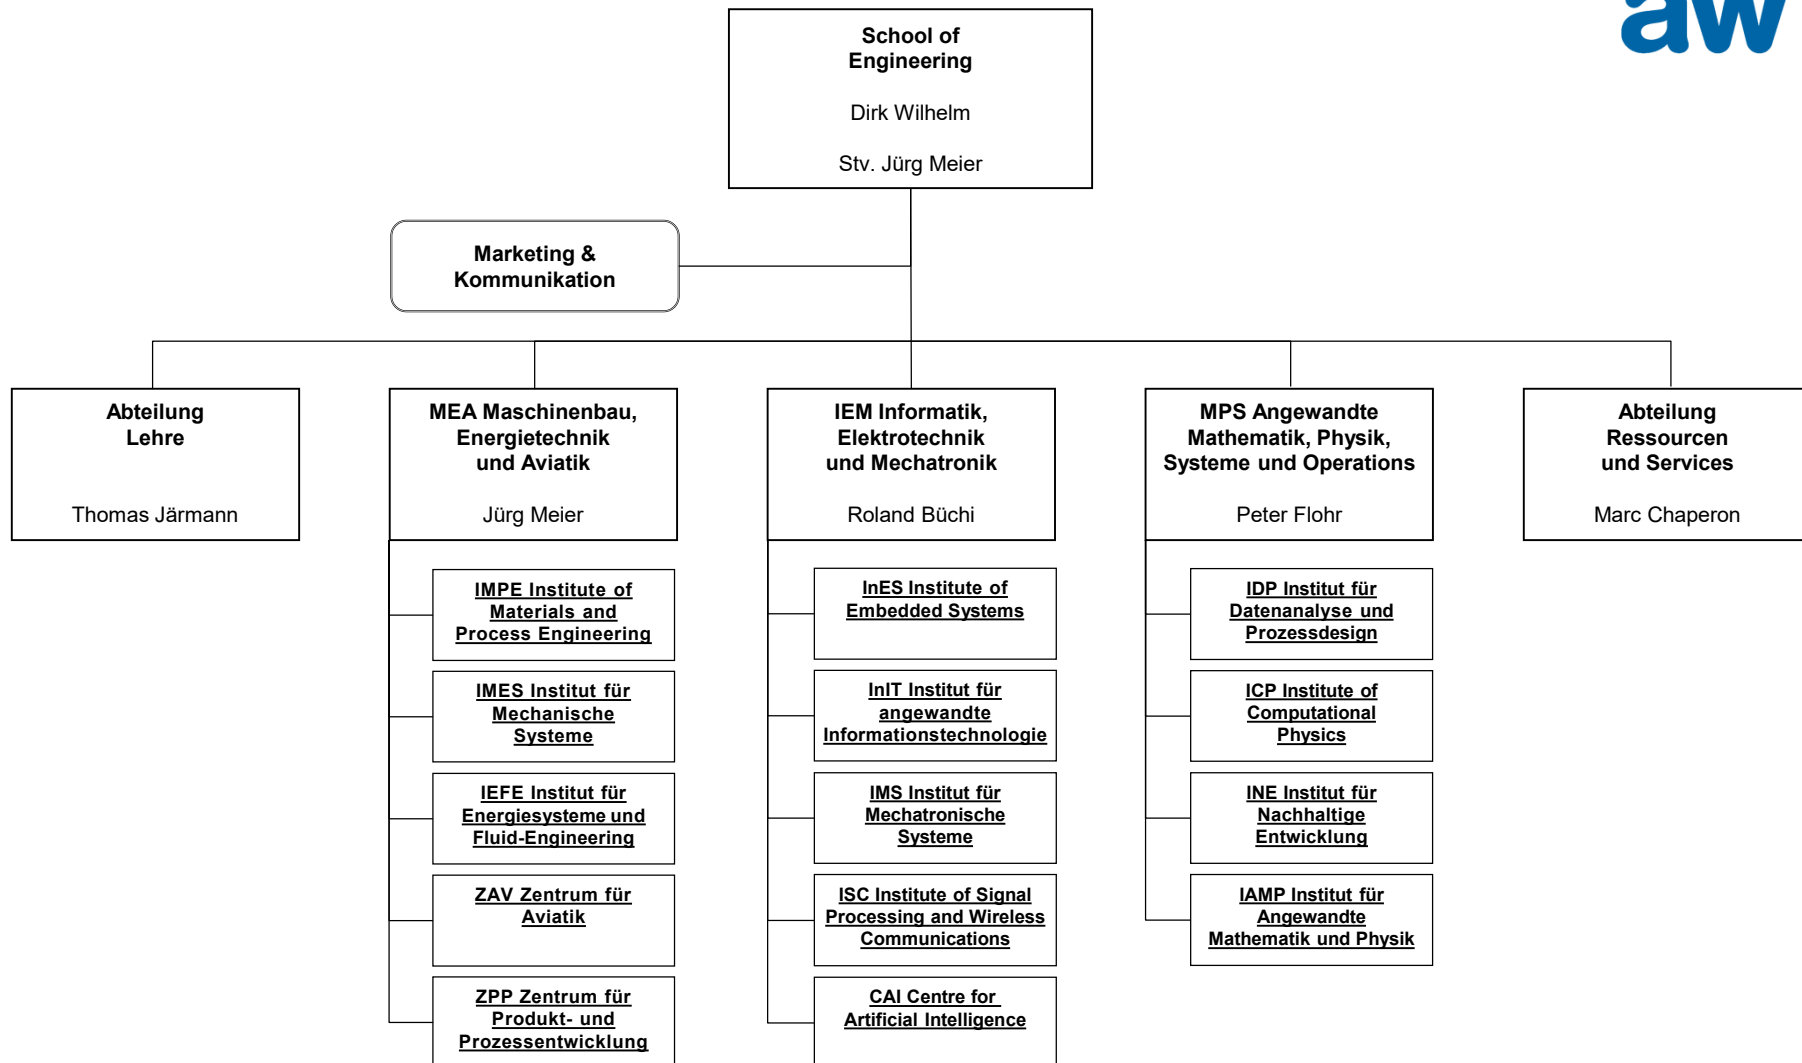 aw
School of
Engineering
Dirk Wilhelm
Stv. Jürg Meier
Marketing &
Kommunikation
Abteilung
Lehre
Thomas Järmann
MEA Maschinenbau,
Energietechnik
und Aviatik
Jürg Meier
IEM Informatik,
Elektrotechnik
und Mechatronik
Roland Büchi
MPS Angewandte
Mathematik, Physik,
Systeme und Operations
Peter Flohr
Abteilung
Ressourcen
und Services
Marc Chaperon
IMPE Institute of
Materials and
Process Engineering
IMES Institut für
Mechanische
Systeme
IEFE Institut für
Energiesysteme und
Fluid-Engineering
ZAV Zentrum für
Aviatik
ZPP Zentrum für
Produkt- und
Prozessentwicklung
InES Institute of
Embedded Systems
InIT Institut für
angewandte
Informationstechnologie
IMS Institut für
Mechatronische
Systeme
ISC Institute of Signal
Processing and Wireless
Communications
CAI Centre for
Artificial Intelligence
IDP Institut für
Datenanalyse und
Prozessdesign
ICP Institute of
Computational
Physics
INE Institut für
Nachhaltige
Entwicklung
IAMP Institut für
Angewandte
Mathematik und Physik